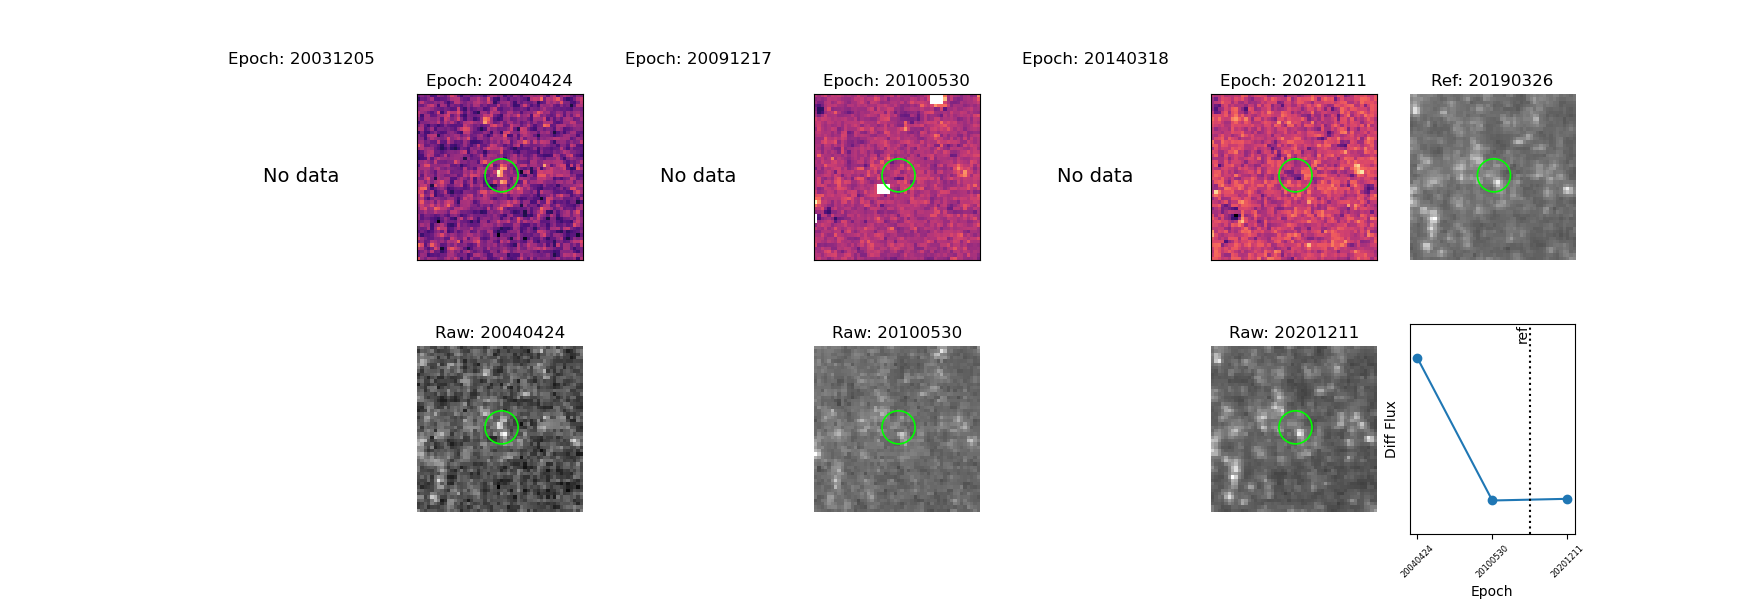 Epoch: 20031205
Epoch: 20091217
Epoch: 20140318
Epoch: 20040424
Epoch: 20100530
Epoch: 20201211
Ref: 20190326
No data
No data
No data
Raw: 20040424
Raw: 20100530
Raw: 20201211
ref
Diff Flux
20040424
20100530
20201211
Epoch